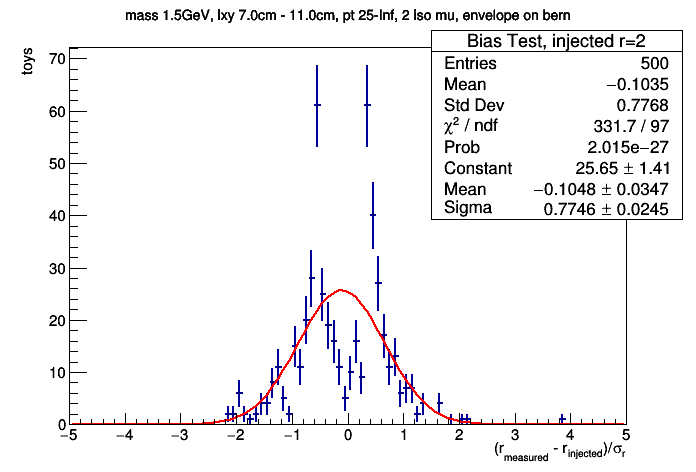 mass 1.5GeV, lxy 7.0cm - 11.0cm, pt 25-Inf, 2 iso mu, envelope on bern
toys
Bias Test, injected r=2
Entries 500
Mean −0.1035
Std Dev 0.7768
χ² / ndf 331.7 / 97
Prob 2.015e−27
Constant 25.65 ± 1.41
Mean −0.1048 ± 0.0347
Sigma 0.7746 ± 0.0245
70
60
50
40
30
20
10
0
−5 −4 −3 −2 −1 0 1 2 3 4 5
(r_measured - r_injected)/σ_r